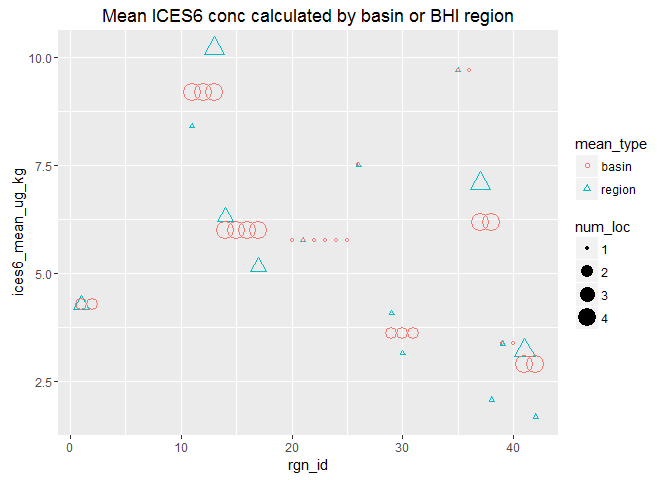 Mean ICES6 conc calculated by basin or BHI region
ices6_mean_ug_kg
10.0
7.5
5.0
2.5
0
10
20
30
40
rgn_id
mean_type
basin
region
num_loc
1
2
3
4